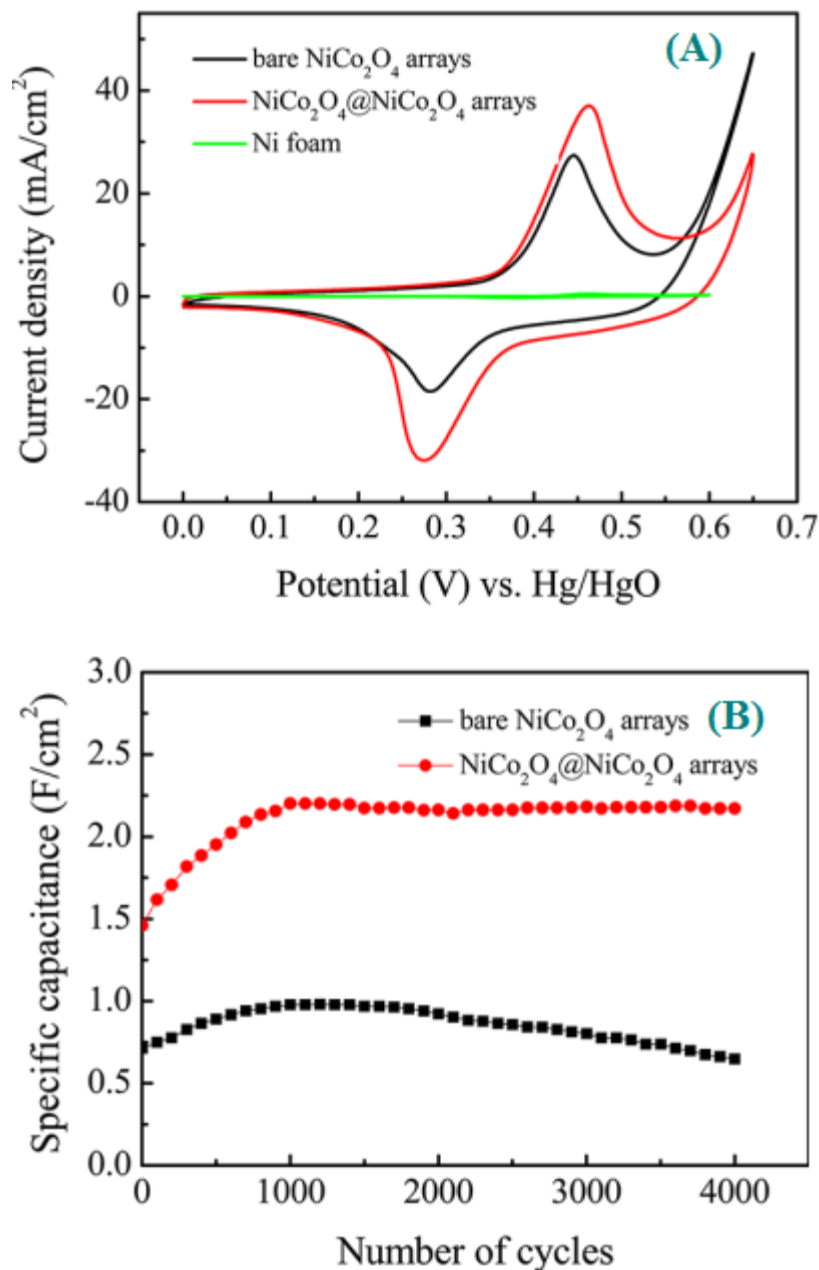 (A)
bare NiCo₂O₄ arrays
NiCo₂O₄@NiCo₂O₄ arrays
Ni foam
Current density (mA/cm²)
40
20
0
-20
-40
0.0 0.1 0.2 0.3 0.4 0.5 0.6 0.7
Potential (V) vs. Hg/HgO
(B)
bare NiCo₂O₄ arrays
NiCo₂O₄@NiCo₂O₄ arrays
Specific capacitance (F/cm²)
3.0
2.5
2.0
1.5
1.0
0.5
0.0
0 1000 2000 3000 4000
Number of cycles